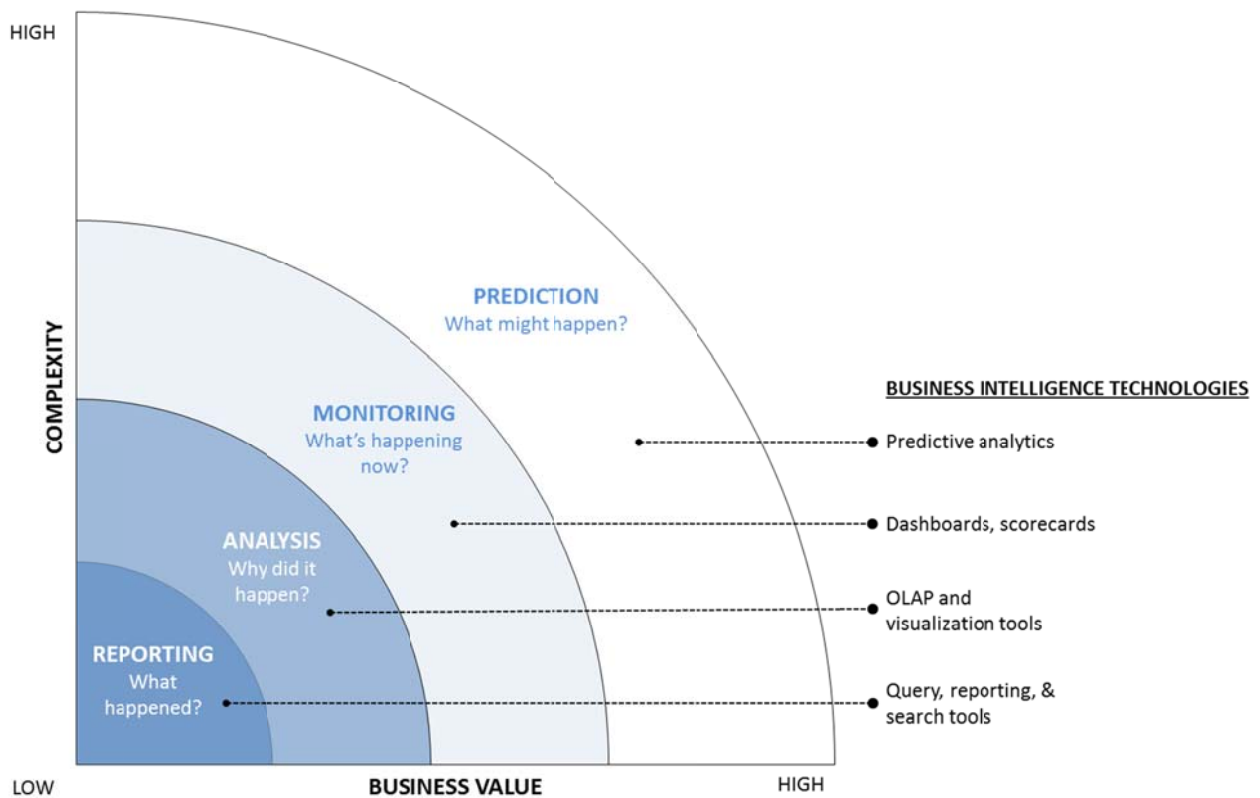 HIGH
COMPLEXITY
PREDICTION
What might happen?
MONITORING
What's happening
now?
ANALYSIS
Why did it
happen?
REPORTING
What
happened?
BUSINESS INTELLIGENCE TECHNOLOGIES
Predictive analytics
Dashboards, scorecards
OLAP and
visualization tools
Query, reporting, &
search tools
LOW
BUSINESS VALUE
HIGH